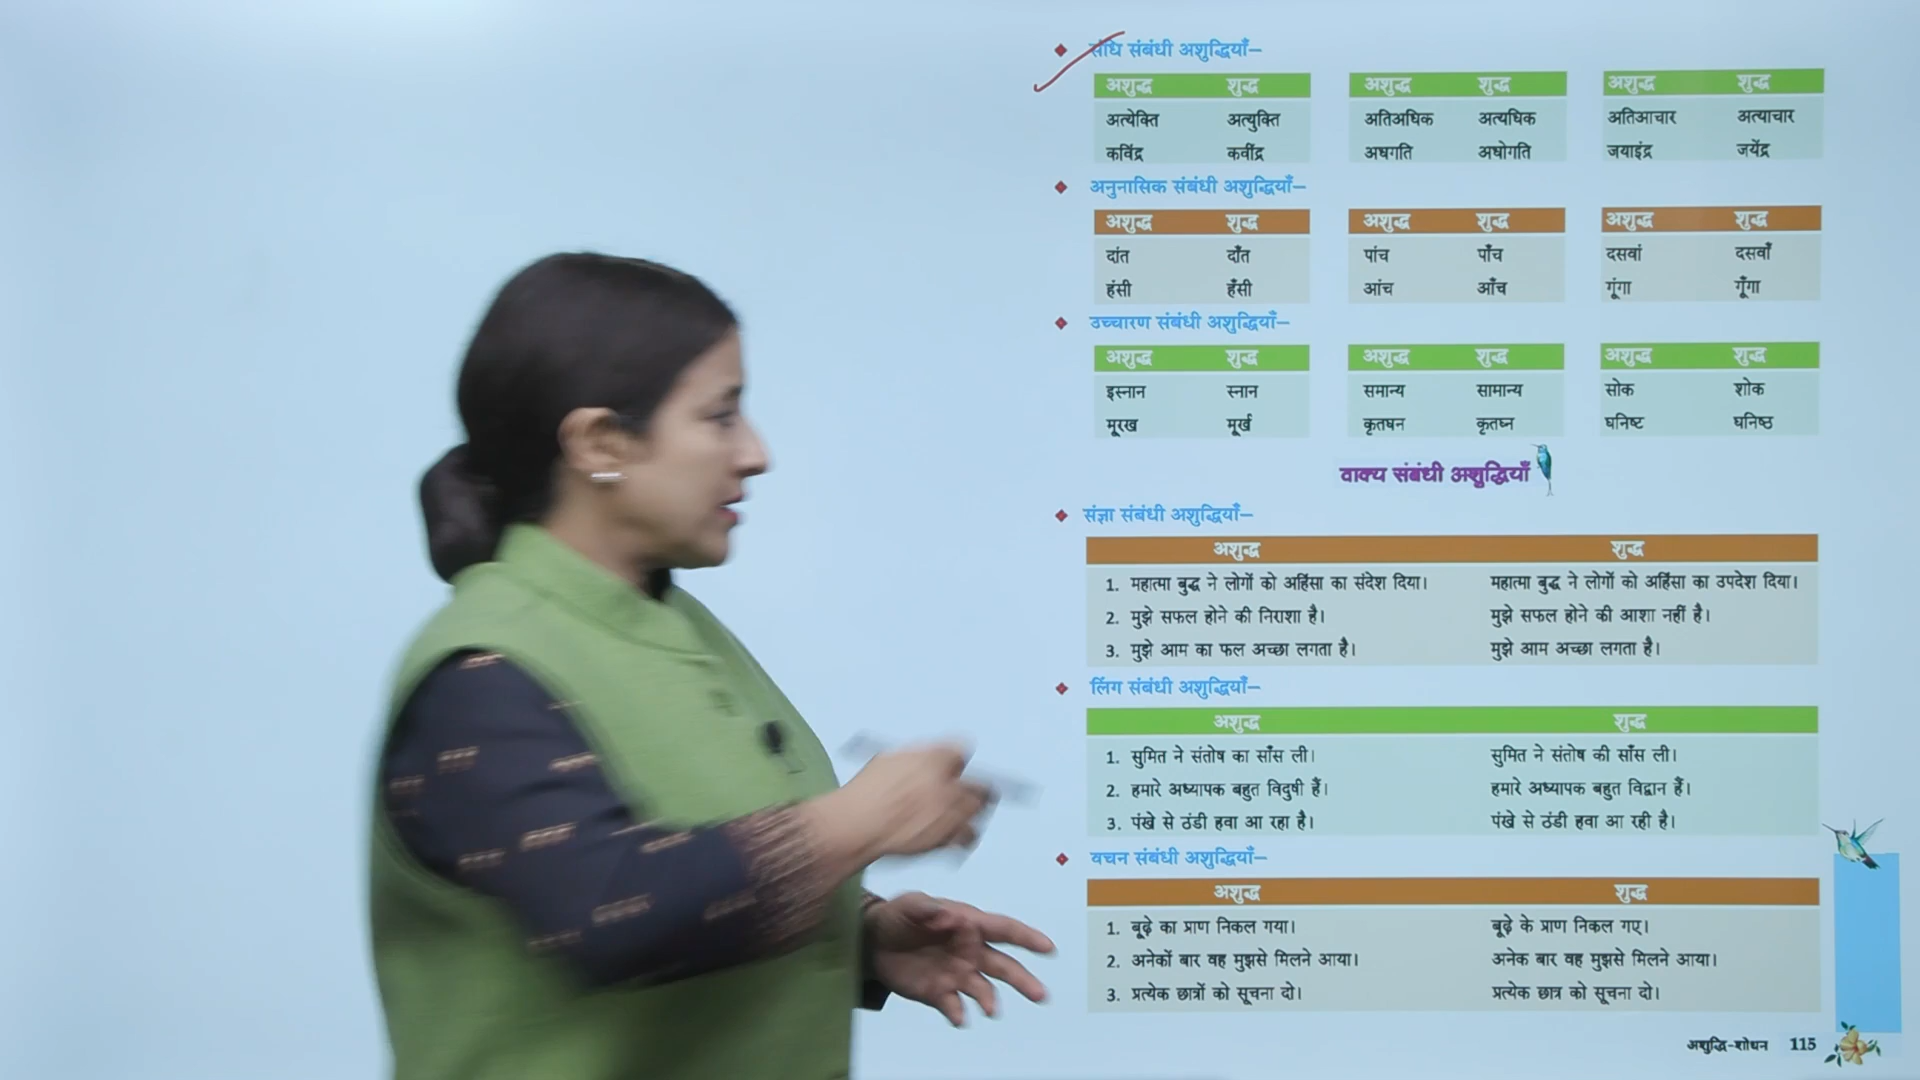 संधि संबंधी अशुद्धियाँ–
अशुद्ध शुद्ध अशुद्ध शुद्ध अशुद्ध शुद्ध
अत्येक्ति अत्युक्ति अतिअधिक अत्यधिक अतिआचार अत्याचार
कविंद्र कवींद्र अधगति अधोगति जयाइंद्र जयेंद्र
अनुनासिक संबंधी अशुद्धियाँ–
अशुद्ध शुद्ध अशुद्ध शुद्ध अशुद्ध शुद्ध
दांत दाँत पांच पाँच दसवां दसवाँ
हंसी हँसी आंच आँच गूंगा गूँगा
उच्चारण संबंधी अशुद्धियाँ–
अशुद्ध शुद्ध अशुद्ध शुद्ध अशुद्ध शुद्ध
इस्नान स्नान समान्य सामान्य सोक शोक
मूरख मूर्ख कृतघन कृतघ्न घनिष्ट घनिष्ठ
वाक्य संबंधी अशुद्धियाँ
संज्ञा संबंधी अशुद्धियाँ–
अशुद्ध शुद्ध
1. महात्मा बुद्ध ने लोगों को अहिंसा का संदेश दिया। महात्मा बुद्ध ने लोगों को अहिंसा का उपदेश दिया।
2. मुझे सफल होने की निराशा है। मुझे सफल होने की आशा नहीं है।
3. मुझे आम का फल अच्छा लगता है। मुझे आम अच्छा लगता है।
लिंग संबंधी अशुद्धियाँ–
अशुद्ध शुद्ध
1. सुमित ने संतोष का साँस ली। सुमित ने संतोष की साँस ली।
2. हमारे अध्यापक बहुत विदुषी हैं। हमारे अध्यापक बहुत विद्वान हैं।
3. पंखे से ठंडी हवा आ रहा है। पंखे से ठंडी हवा आ रही है।
वचन संबंधी अशुद्धियाँ–
अशुद्ध शुद्ध
1. बूढ़े का प्राण निकल गया। बूढ़े के प्राण निकल गए।
2. अनेकों बार वह मुझसे मिलने आया। अनेक बार वह मुझसे मिलने आया।
3. प्रत्येक छात्रों को सूचना दो। प्रत्येक छात्र को सूचना दो।
अशुद्धि-शोधन 115